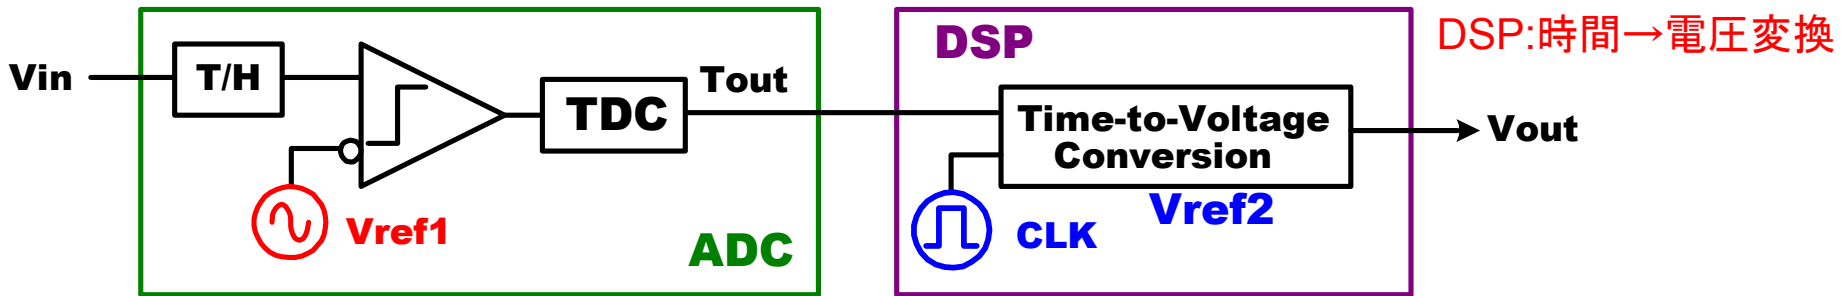 Vin
T/H
Vref1
TDC
Tout
ADC
DSP
Time-to-Voltage
Conversion
Vref2
CLK
Vout
DSP:時間→電圧変換